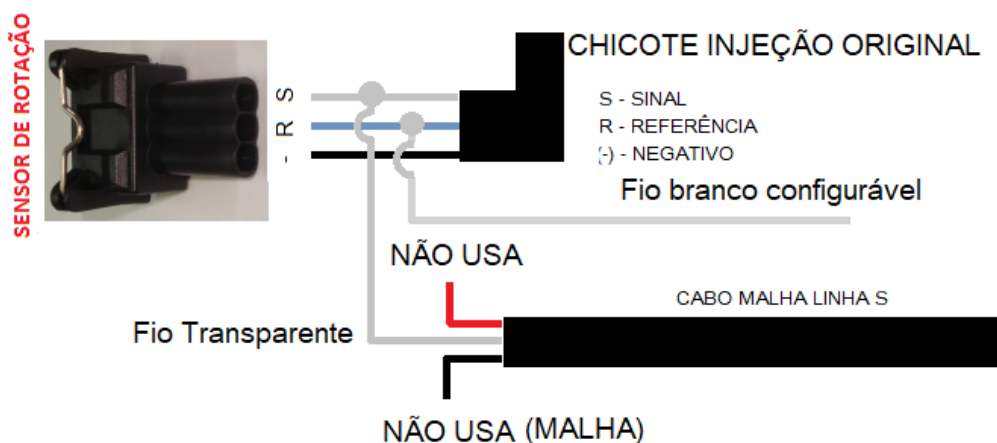 SENSOR DE ROTAÇÃO
CHICOTE INJEÇÃO ORIGINAL
S
R
-
S - SINAL
R - REFERÊNCIA
(-) - NEGATIVO
Fio branco configurável
NÃO USA
CABO MALHA LINHA S
Fio Transparente
NÃO USA (MALHA)